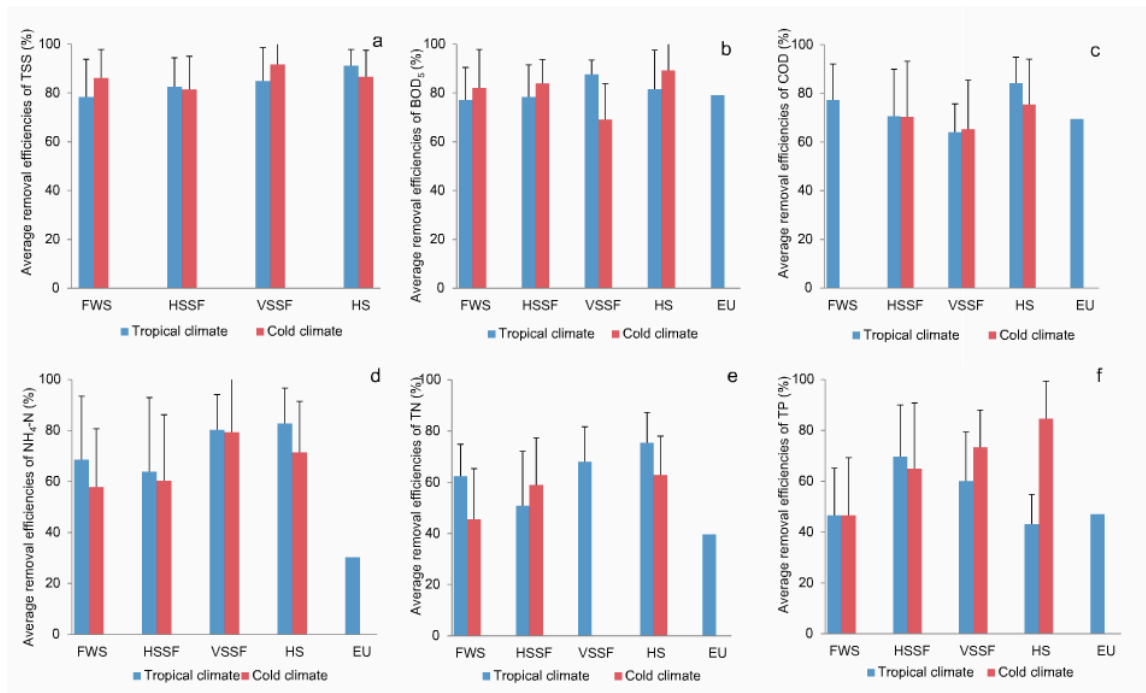 Average removal efficiencies of TSS (%)
100
80
60
40
20
0
a
FWS HSSF VSSF HS
Tropical climate Cold climate
Average removal efficiencies of BOD₅ (%)
100
80
60
40
20
0
b
FWS HSSF VSSF HS EU
Tropical climate Cold climate
Average removal efficiencies of COD (%)
100
80
60
40
20
0
c
FWS HSSF VSSF HS EU
Tropical climate Cold climate
Average removal efficiencies of NH₄-N (%)
100
80
60
40
20
0
d
FWS HSSF VSSF HS EU
Tropical climate Cold climate
Average removal efficiencies of TN (%)
100
80
60
40
20
0
e
FWS HSSF VSSF HS EU
Tropical climate Cold climate
Average removal efficiencies of TP (%)
100
80
60
40
20
0
f
FWS HSSF VSSF HS EU
Tropical climate Cold climate